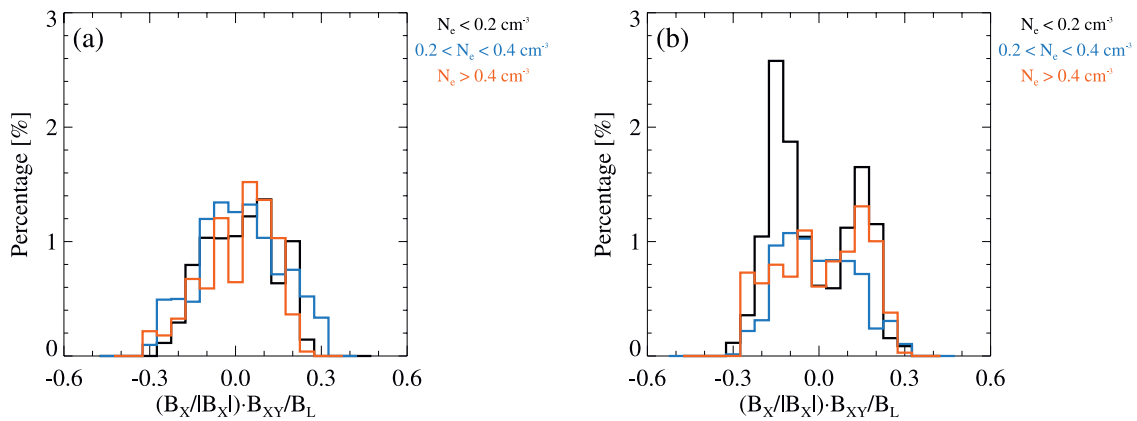 (a)
N_e < 0.2 cm⁻³
0.2 < N_e < 0.4 cm⁻³
N_e > 0.4 cm⁻³
Percentage [%]
3
2
1
0
-0.6 -0.3 0.0 0.3 0.6
(B_X/|B_X|)·B_XY/B_L
(b)
N_e < 0.2 cm⁻³
0.2 < N_e < 0.4 cm⁻³
N_e > 0.4 cm⁻³
Percentage [%]
3
2
1
0
-0.6 -0.3 0.0 0.3 0.6
(B_X/|B_X|)·B_XY/B_L